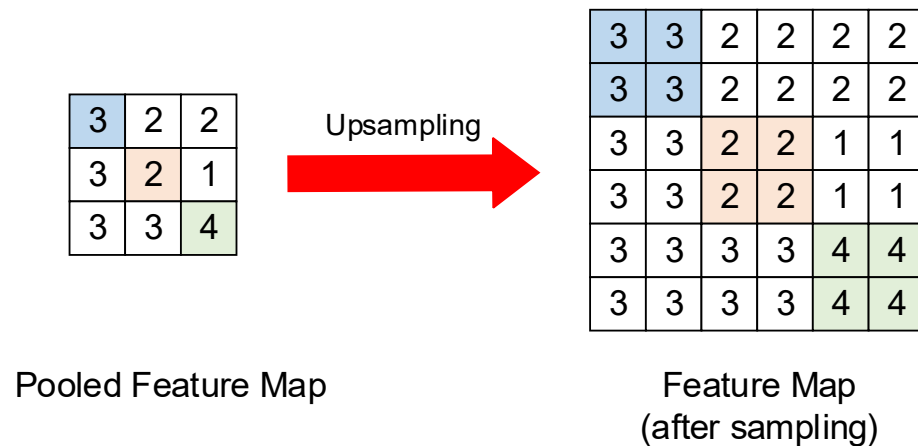 3 2 2
3 2 1
3 3 4
Pooled Feature Map
Upsampling
3 3 2 2 2 2
3 3 2 2 2 2
3 3 2 2 1 1
3 3 2 2 1 1
3 3 3 3 4 4
3 3 3 3 4 4
Feature Map
(after sampling)